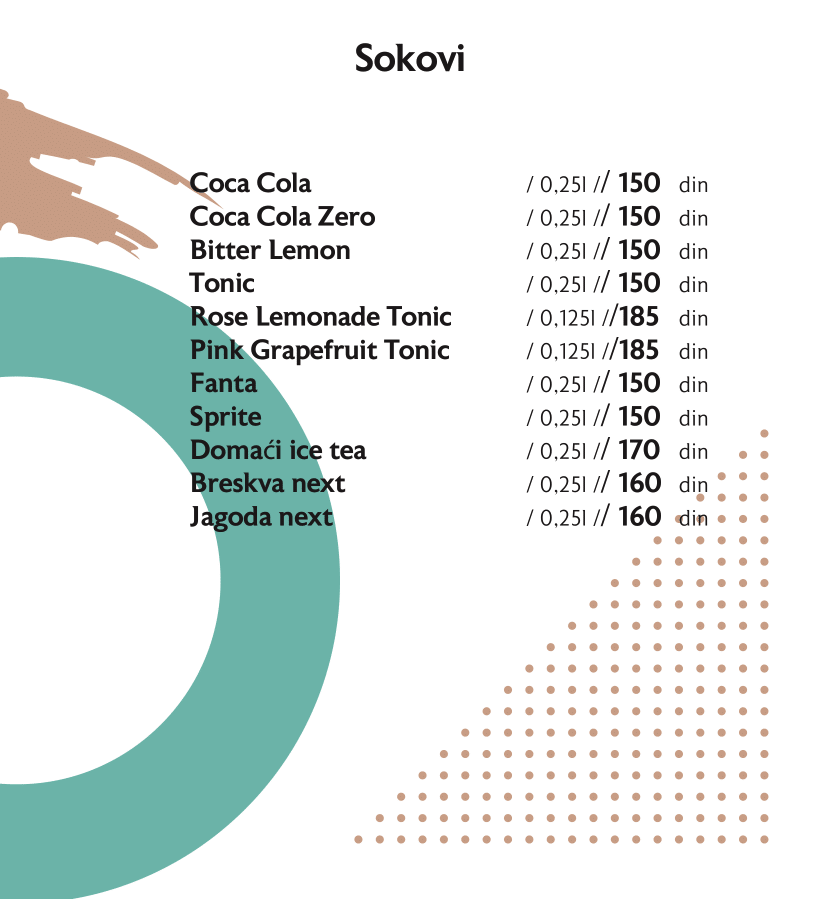 Sokovi
Coca Cola / 0,25l // 150 din
Coca Cola Zero / 0,25l // 150 din
Bitter Lemon / 0,25l // 150 din
Tonic / 0,25l // 150 din
Rose Lemonade Tonic / 0,125l //185 din
Pink Grapefruit Tonic / 0,125l //185 din
Fanta / 0,25l // 150 din
Sprite / 0,25l // 150 din
Domaći ice tea / 0,25l // 170 din
Breskva next / 0,25l // 160 din
Jagoda next / 0,25l // 160 din